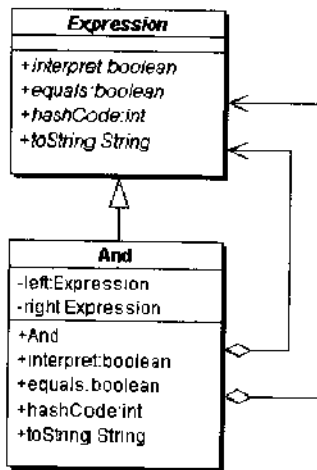 Expression
+interpret:boolean
+equals:boolean
+hashCode:int
+toString String
And
-left:Expression
-right Expression
+And
+interpret:boolean
+equals:boolean
+hashCode:int
+toString String